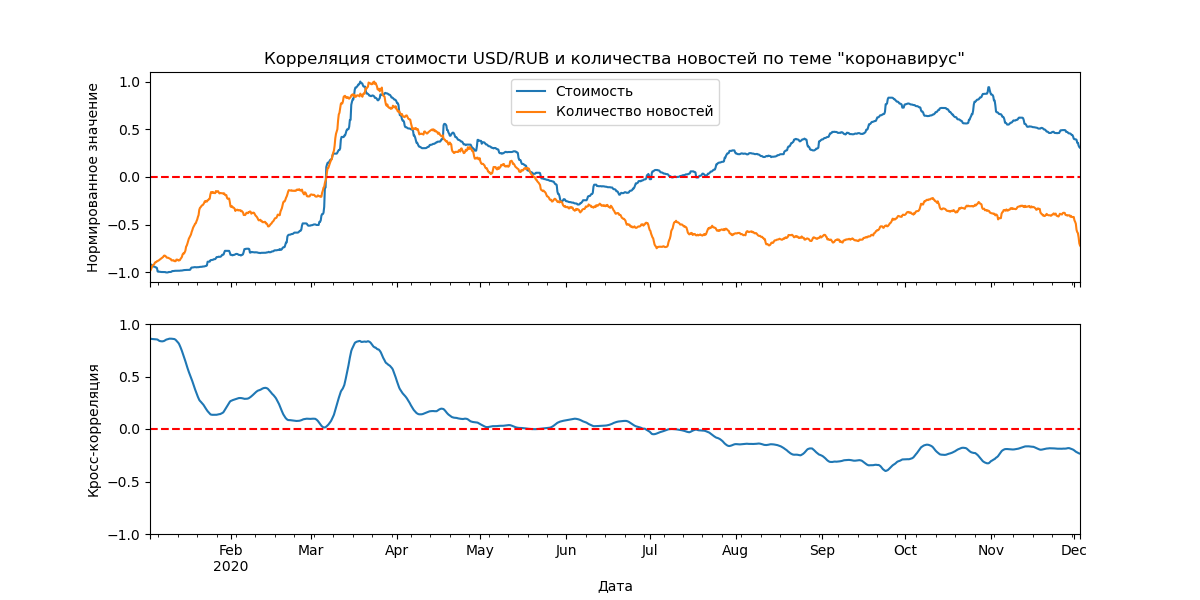 Корреляция стоимости USD/RUB и количества новостей по теме "коронавирус"
Нормированное значение
1.0
0.5
0.0
−0.5
−1.0
Стоимость
Количество новостей
Кросс-корреляция
1.0
0.5
0.0
−0.5
−1.0
Feb Mar Apr May Jun Jul Aug Sep Oct Nov Dec
2020
Дата